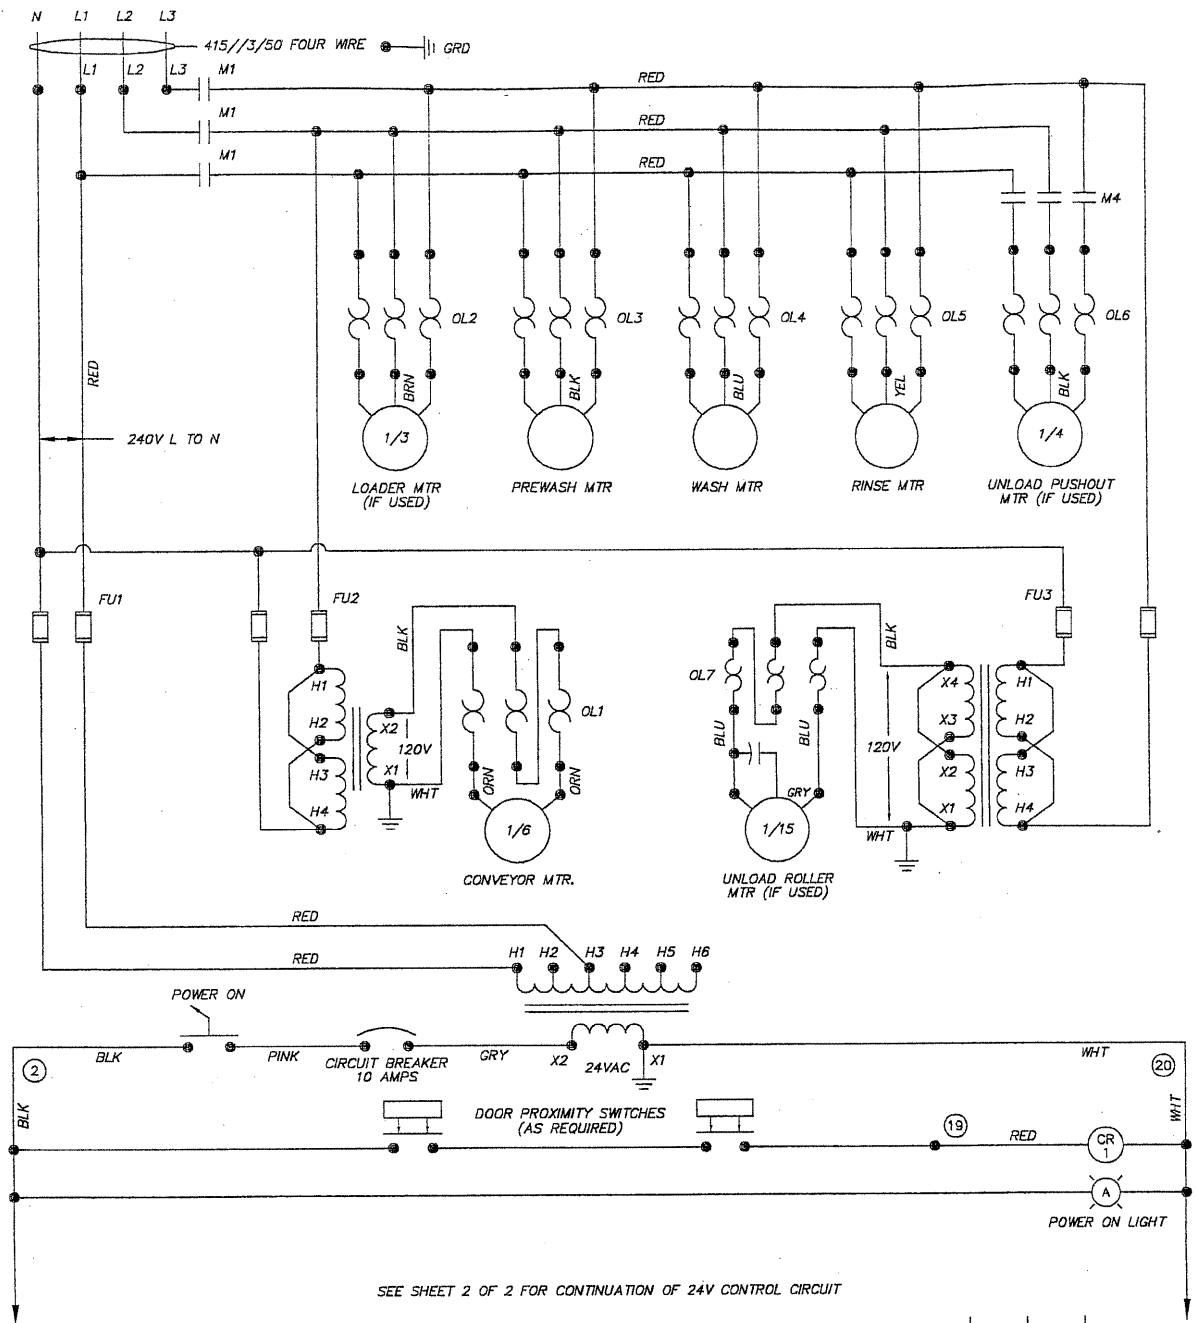 N L1 L2 L3
415//3/50 FOUR WIRE GRD
L1 L2 L3 M1 RED
M1 RED
M1 RED
M4
OL2 OL3 OL4 OL5 OL6
RED
BRN BLK BLU YEL BLK
240V L TO N
1/3 1/4
LOADER MTR
(IF USED)
PREWASH MTR
WASH MTR
RINSE MTR
UNLOAD PUSHOUT
MTR (IF USED)
FU1 FU2 FU3
BLK BLK
OL7
H1 X4 H1
H2 X2 OL1 X3 H2
120V BLU BLU 120V
H3 X1 X2 H3
WHT ORN ORN GRY
H4 X1 H4
1/6 1/15 WHT
CONVEYOR MTR.
UNLOAD ROLLER
MTR (IF USED)
RED
H1 H2 H3 H4 H5 H6
RED
POWER ON
BLK PINK CIRCUIT BREAKER
10 AMPS
GRY X2 24VAC X1 WHT
2 20
BLK WHT
DOOR PROXIMITY SWITCHES
(AS REQUIRED)
19 RED CR
1
A
POWER ON LIGHT
SEE SHEET 2 OF 2 FOR CONTINUATION OF 24V CONTROL CIRCUIT